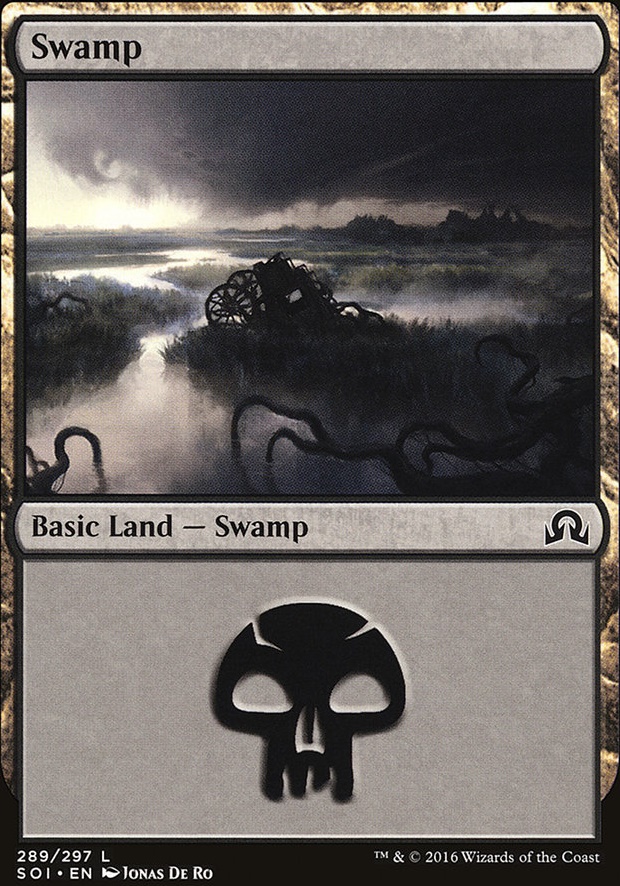 Swamp
Basic Land — Swamp
289/297 L
SOI • EN Jonas De Ro
™ & © 2016 Wizards of the Coast